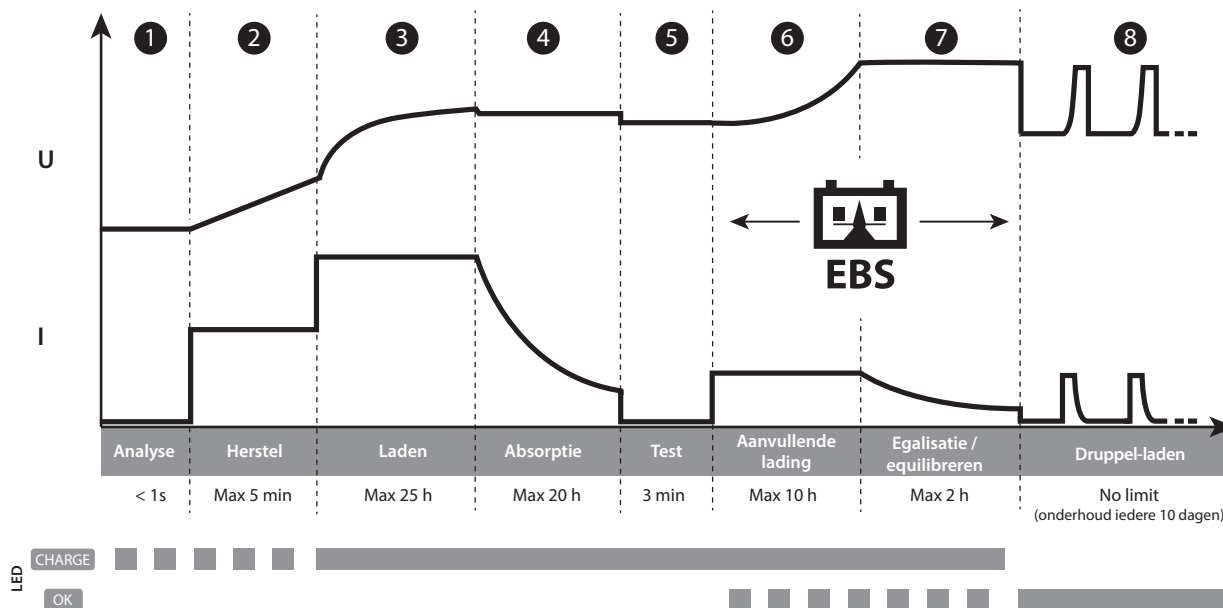 1 2 3 4 5 6 7 8
U
EBS
I
Analyse Herstel Laden Absorptie Test Aanvullende lading Egalisatie / equilibreren Druppel-laden
< 1s Max 5 min Max 25 h Max 20 h 3 min Max 10 h Max 2 h No limit
(onderhoud iedere 10 dagen)
LED
CHARGE
OK